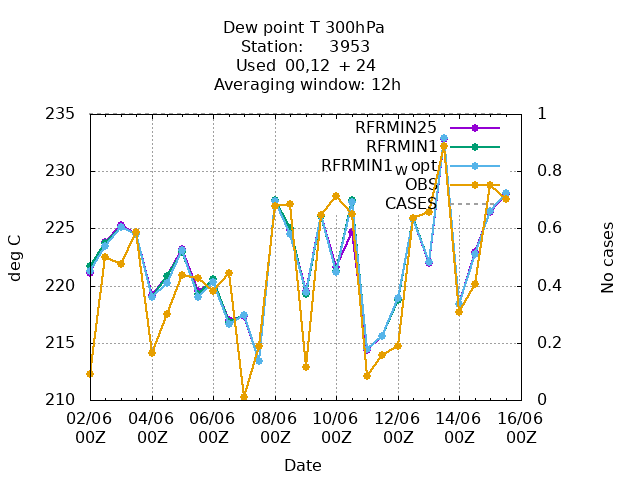 Dew point T 300hPa
Station: 3953
Used 00,12 + 24
Averaging window: 12h
235 1
RFRMIN25
RFRMIN1
230 0.8
RFRMIN1wopt
OBS
CASES
225 0.6
deg C
No cases
220 0.4
215 0.2
210 0
02/06 04/06 06/06 08/06 10/06 12/06 14/06 16/06
00Z 00Z 00Z 00Z 00Z 00Z 00Z 00Z
Date